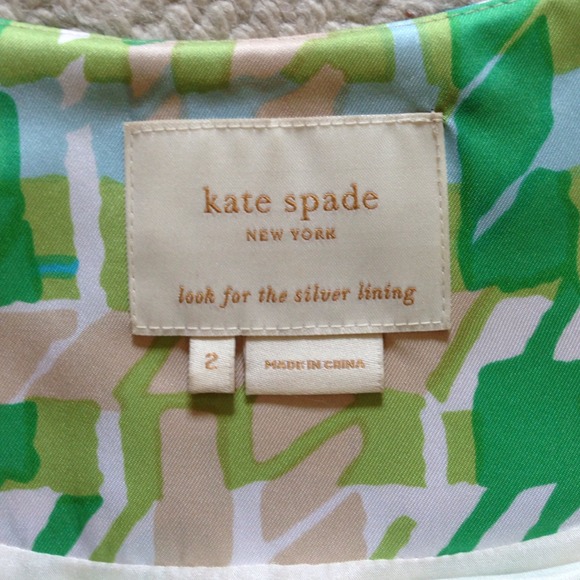 kate spade
NEW YORK
look for the silver lining
2
MADE IN CHINA